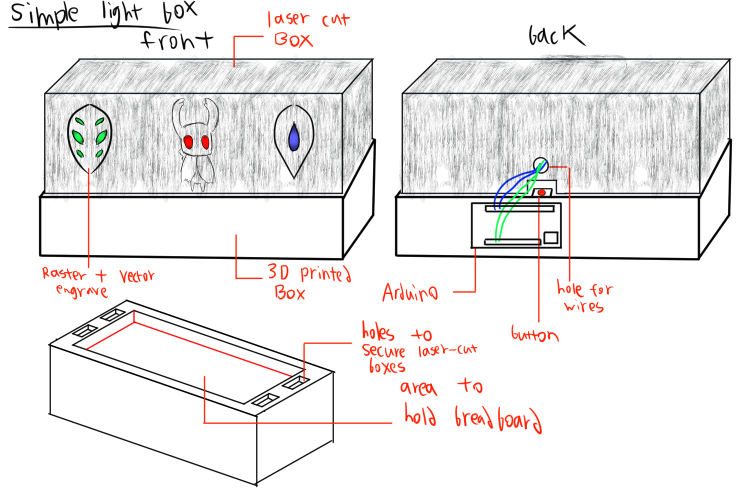 simple light box
front
laser cut
Box
back
Raster + vector
engrave
3D printed
Box
Arduino
button
hole for
wires
holes to
secure laser-cut
boxes
area to
hold breadboard